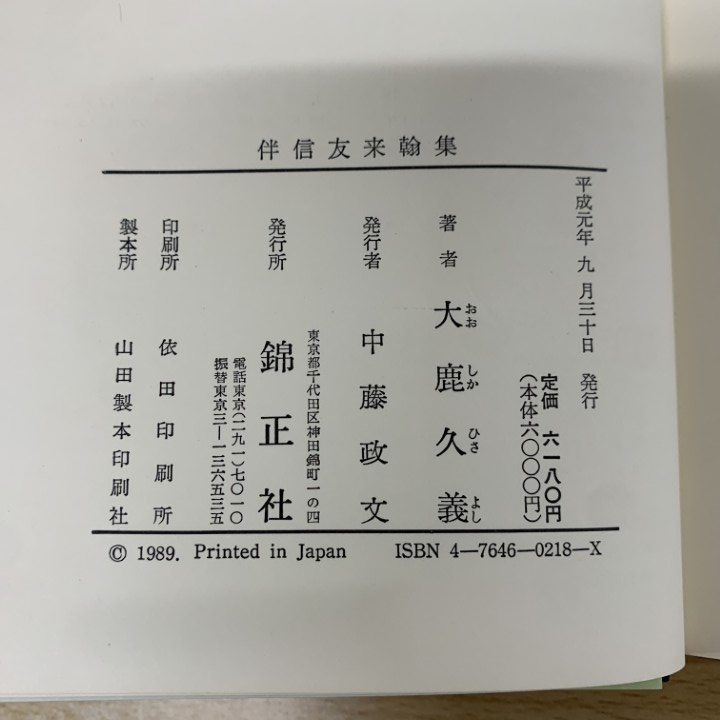 伴信友来翰集
平成元年九月三十日 発行
定価 六一八〇円
(本体六〇〇〇円)
著者 大鹿久義
おお しか ひさ よし
発行者 中藤政文
東京都千代田区神田錦町一の四
発行所 錦正社
電話東京(二九一)七〇一〇
振替東京三―一三六五三五
印刷所 依田印刷所
製本所 山田製本印刷社
© 1989. Printed in Japan ISBN 4―7646―0218―X